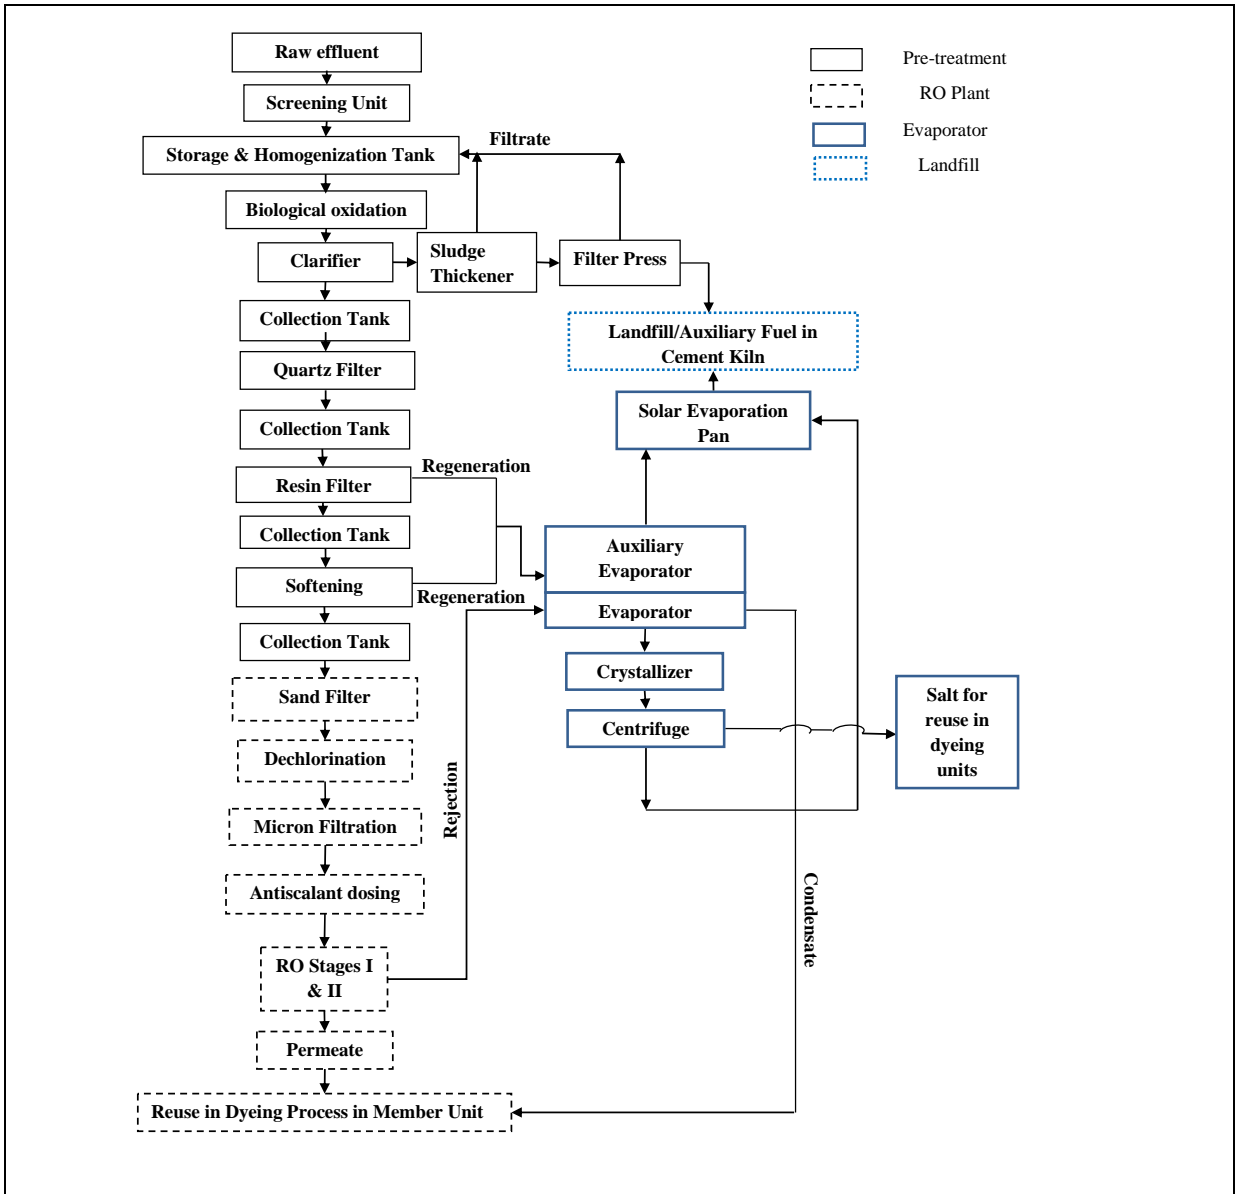 Raw effluent
Screening Unit
Storage & Homogenization Tank
Filtrate
Biological oxidation
Clarifier
Sludge
Thickener
Filter Press
Collection Tank
Quartz Filter
Collection Tank
Resin Filter
Regeneration
Collection Tank
Softening
Regeneration
Collection Tank
Sand Filter
Dechlorination
Micron Filtration
Antiscalant dosing
RO Stages I
& II
Permeate
Reuse in Dyeing Process in Member Unit
Rejection
Landfill/Auxiliary Fuel in
Cement Kiln
Solar Evaporation
Pan
Auxiliary
Evaporator
Evaporator
Crystallizer
Centrifuge
Condensate
Salt for
reuse in
dyeing
units
Pre-treatment
RO Plant
Evaporator
Landfill